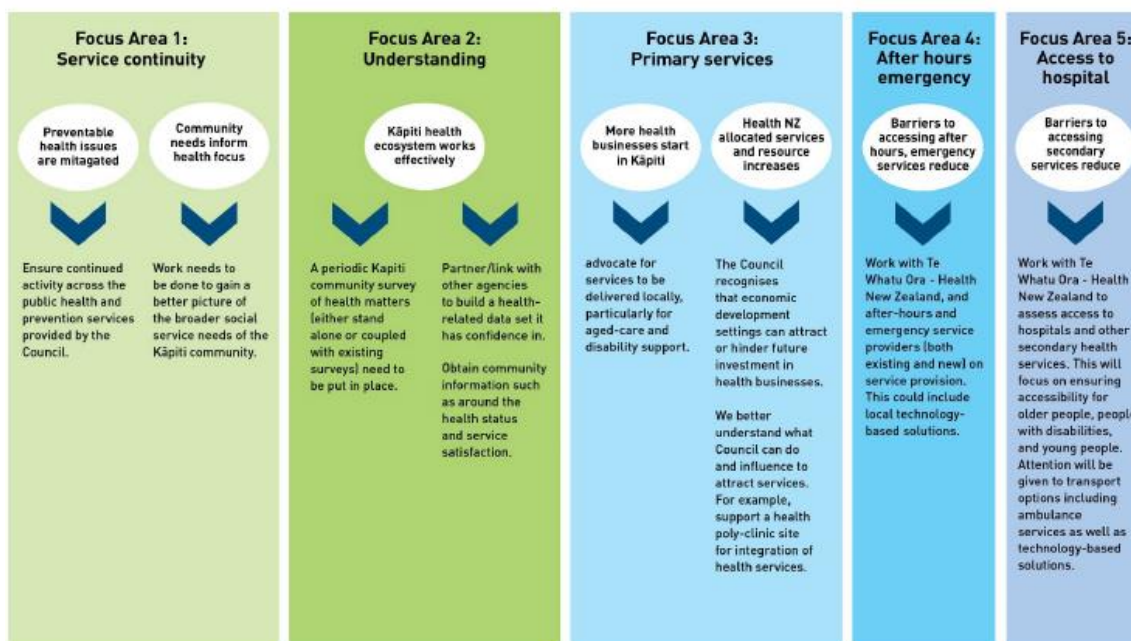 Focus Area 1:
Service continuity
Preventable
health issues
are mitagated
Community
needs inform
health focus
Ensure continued
activity across the
public health and
prevention services
provided by the
Council.
Work needs to
be done to gain a
better picture of
the broader social
service needs of the
Kāpiti community.
Focus Area 2:
Understanding
Kāpiti health
ecosystem works
effectively
A periodic Kapiti
community survey
of health matters
(either stand
alone or coupled
with existing
surveys) need to
be put in place.
Partner/link with
other agencies
to build a health-
related data set it
has confidence in.
Obtain community
information such
as around the
health status
and service
satisfaction.
Focus Area 3:
Primary services
More health
businesses start
in Kāpiti
Health NZ
allocated services
and resource
increases
advocate for
services to be
delivered locally,
particularly for
aged-care and
disability support.
The Council
recognises
that economic
development
settings can attract
or hinder future
investment in
health businesses.
We better
understand what
Council can do
and influence to
attract services.
For example,
support a health
poly-clinic site
for integration of
health services.
Focus Area 4:
After hours
emergency
Barriers to
accessing after
hours, emergency
services reduce
Work with Te
Whatu Ora - Health
New Zealand, and
after-hours and
emergency service
providers (both
existing and new) on
service provision.
This could include
local technology-
based solutions.
Focus Area 5:
Access to
hospital
Barriers to
accessing
secondary
services reduce
Work with Te
Whatu Ora - Health
New Zealand to
assess access to
hospitals and other
secondary health
services. This will
focus on ensuring
accessibility for
older people, people
with disabilities,
and young people.
Attention will be
given to transport
options including
ambulance
services as well as
technology-based
solutions.